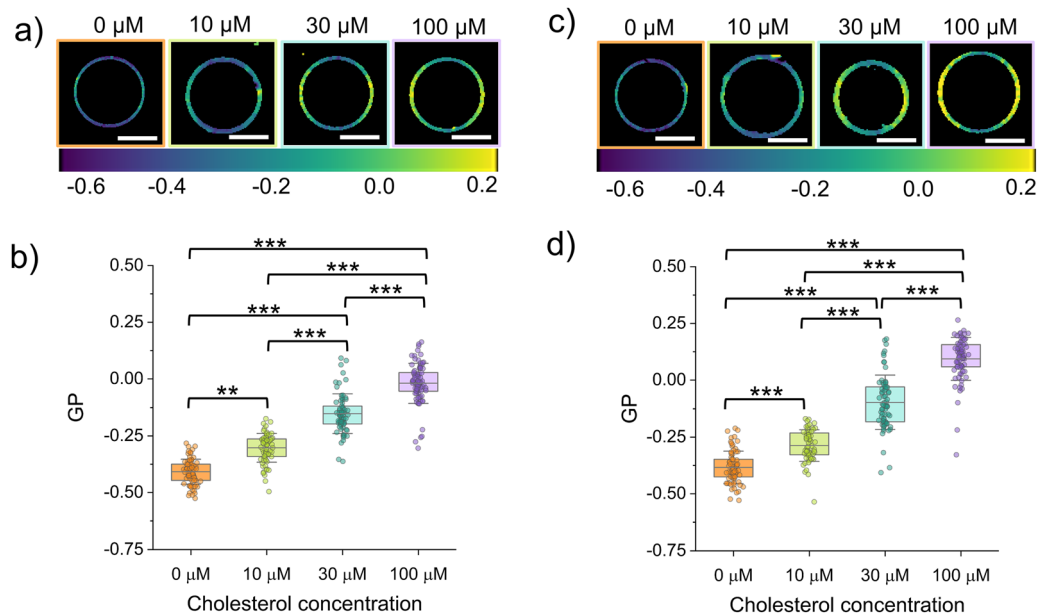 a)
0 µM 10 µM 30 µM 100 µM
-0.6 -0.4 -0.2 0.0 0.2
c)
0 µM 10 µM 30 µM 100 µM
-0.6 -0.4 -0.2 0.0 0.2
b)
GP
0.50
0.25
0.00
-0.25
-0.50
-0.75
***
***
***
***
***
**
0 µM 10 µM 30 µM 100 µM
Cholesterol concentration
d)
GP
0.50
0.25
0.00
-0.25
-0.50
-0.75
***
***
***
***
***
***
0 µM 10 µM 30 µM 100 µM
Cholesterol concentration